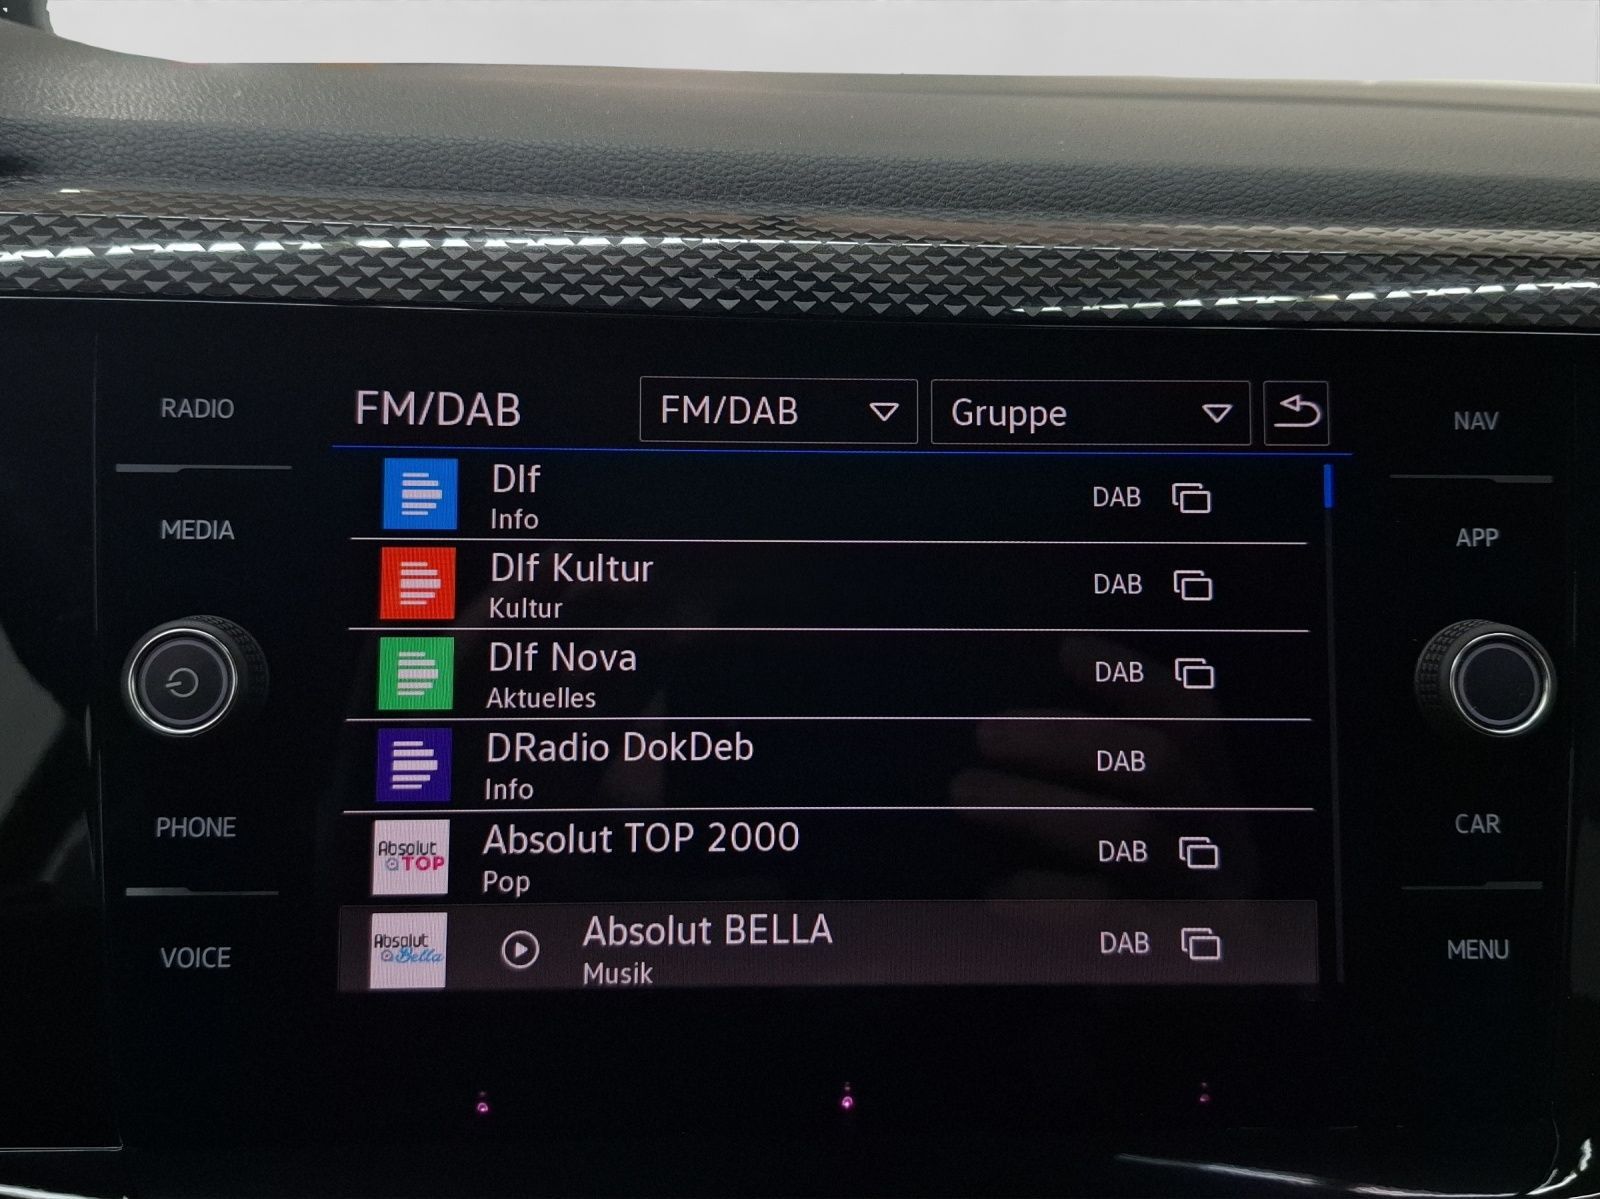 FM/DAB FM/DAB Gruppe
RADIO
MEDIA
PHONE
VOICE
Dlf DAB
Info
Dlf Kultur DAB
Kultur
Dlf Nova DAB
Aktuelles
DRadio DokDeb DAB
Info
Absolut
TOP
Absolut TOP 2000 DAB
Pop
Absolut
Bella
Absolut BELLA DAB
Musik
NAV
APP
CAR
MENU